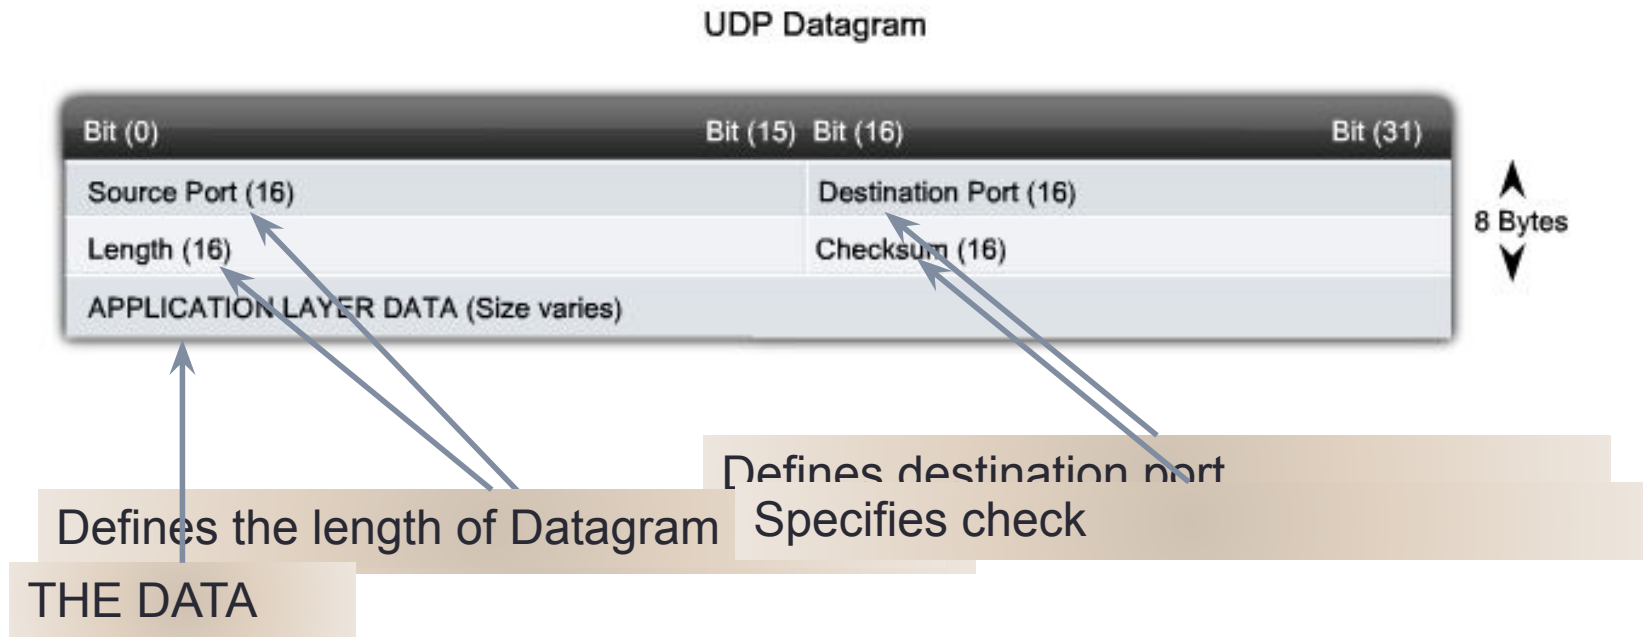 UDP Datagram
Bit (0) Bit (15) Bit (16) Bit (31)
Source Port (16) Destination Port (16)
8 Bytes
Length (16) Checksum (16)
APPLICATION LAYER DATA (Size varies)
Defines destination port
Defines the length of Datagram
Specifies check
THE DATA